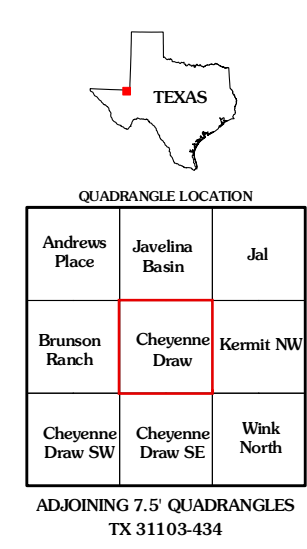 TEXAS
QUADRANGLE LOCATION
Andrews
Place
Javelina
Basin
Jal
Brunson
Ranch
Cheyenne
Draw
Kermit NW
Cheyenne
Draw SW
Cheyenne
Draw SE
Wink
North
ADJOINING 7.5' QUADRANGLES
TX 31103-434